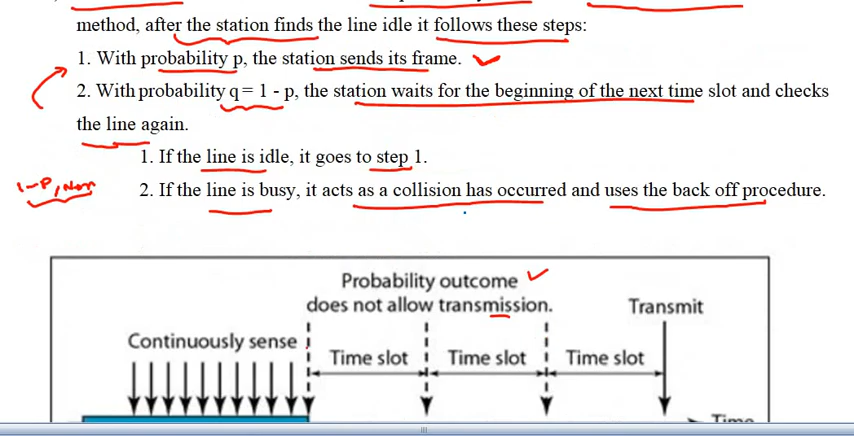 method, after the station finds the line idle it follows these steps:
1. With probability p, the station sends its frame.
2. With probability q = 1 - p, the station waits for the beginning of the next time slot and checks
the line again.
1. If the line is idle, it goes to step 1.
1-P,
2. If the line is busy, it acts as a collision has occurred and uses the back off procedure.
Probability outcome
does not allow transmission.
Transmit
Continuously sense
Time slot
Time slot
Time slot
Time